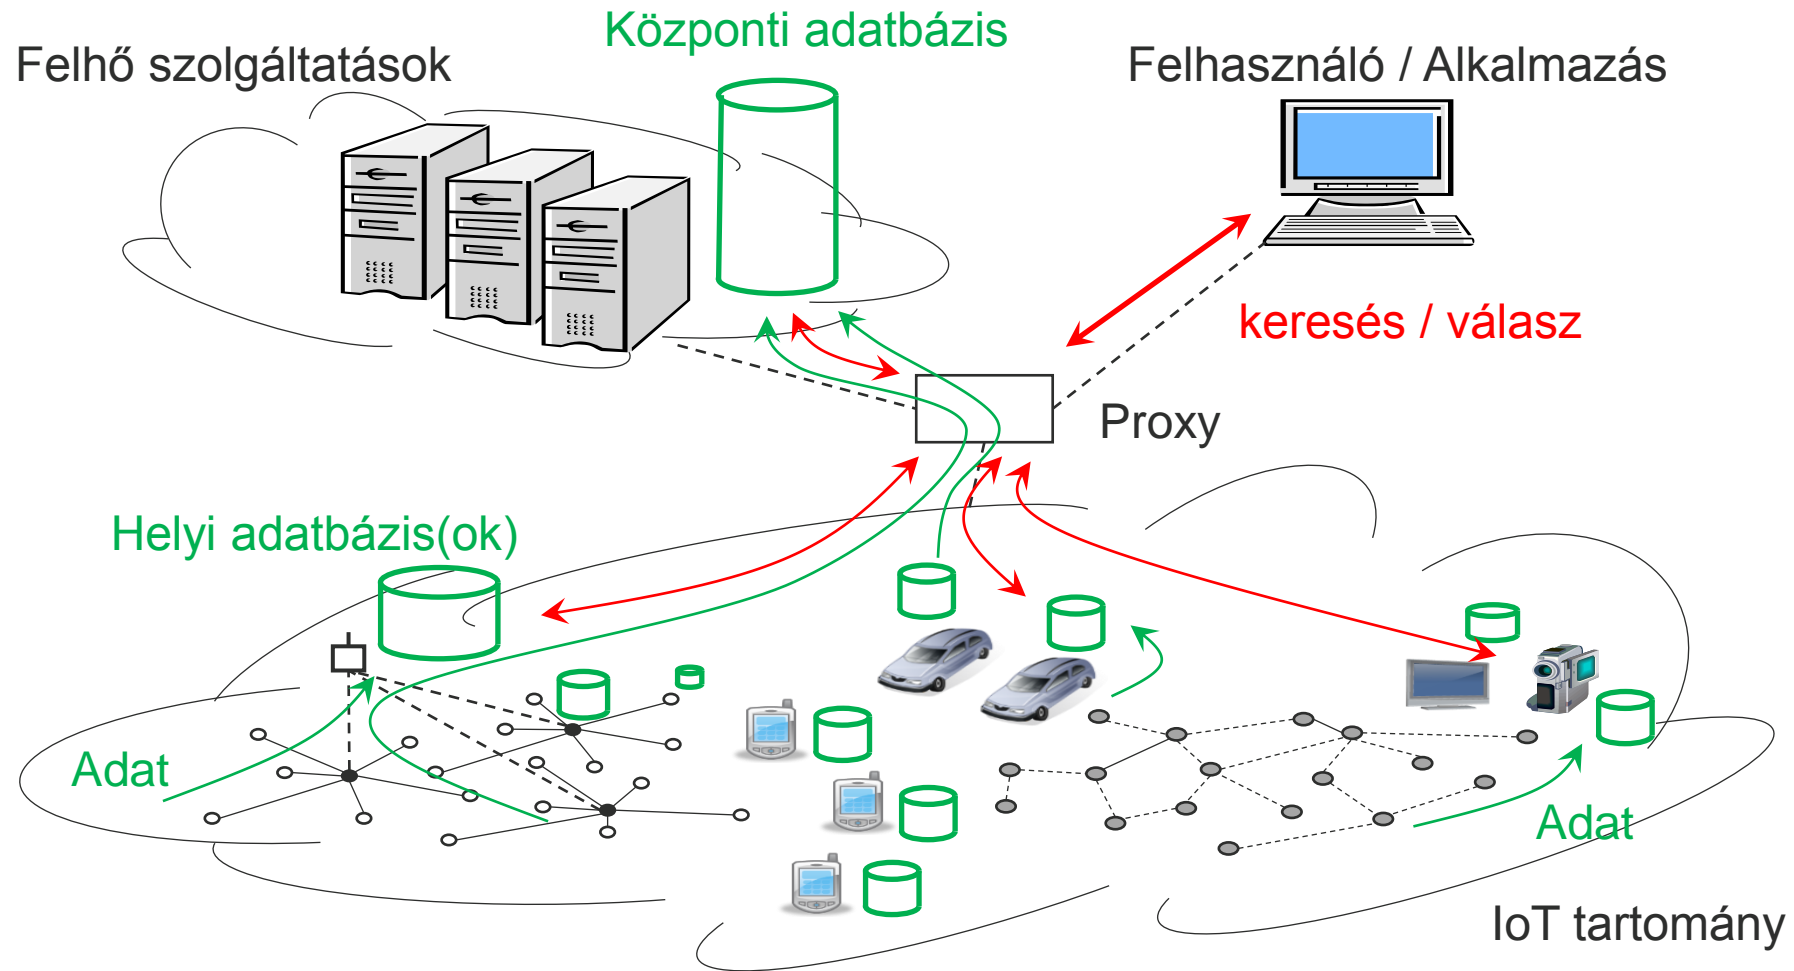 Központi adatbázis
Felhő szolgáltatások
Felhasználó / Alkalmazás
keresés / válasz
Proxy
Helyi adatbázis(ok)
Adat
Adat
IoT tartomány